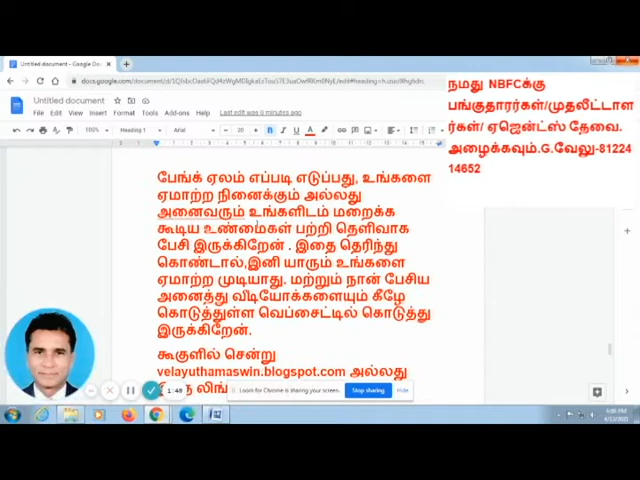 Untitled document - Google Doc
Untitled document
File Edit View Insert Format Tools Add-ons Help Last edit was 0 minutes ago
100% Heading 1 Arial 20
நமது NBFCக்கு
பங்குதாரர்கள்/முதலீட்டாள
ர்கள்/ ஏஜென்ட்ஸ் தேவை.
அழைக்கவும்.G.வேலு-81224
14652
பேங்க் ஏலம் எப்படி எடுப்பது, உங்களை
ஏமாற்ற நினைக்கும் அல்லது
அனைவரும் உங்களிடம் மறைக்க
கூடிய உண்மைகள் பற்றி தெளிவாக
பேசி இருக்கிறேன் . இதை தெரிந்து
கொண்டால்,இனி யாரும் உங்களை
ஏமாற்ற முடியாது. மற்றும் நான் பேசிய
அனைத்து வீடியோக்களையும் கீழே
கொடுத்துள்ள வெப்சைட்டில் கொடுத்து
இருக்கிறேன்.
கூகுளில் சென்று
velayuthamaswin.blogspot.com அல்லது
1:48 Loom for Chrome is sharing your screen. Stop sharing Hide